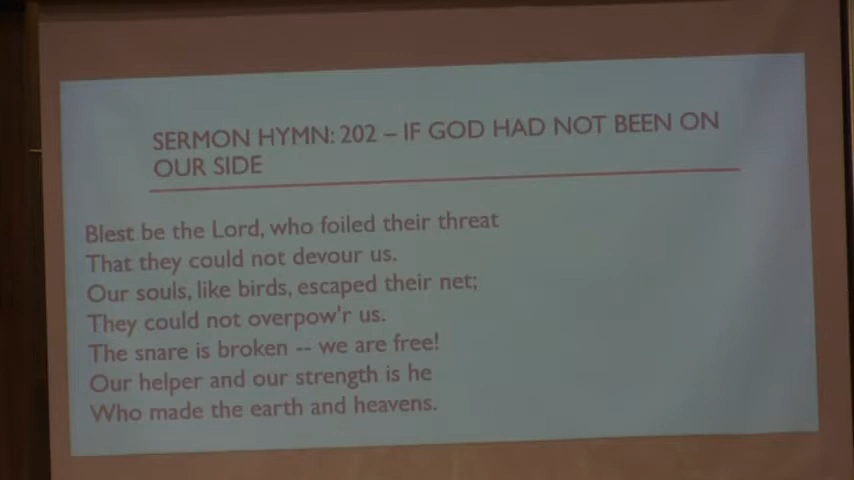 SERMON HYMN: 202 – IF GOD HAD NOT BEEN ON
OUR SIDE
Blest be the Lord, who foiled their threat
That they could not devour us.
Our souls, like birds, escaped their net;
They could not overpow'r us.
The snare is broken -- we are free!
Our helper and our strength is he
Who made the earth and heavens.